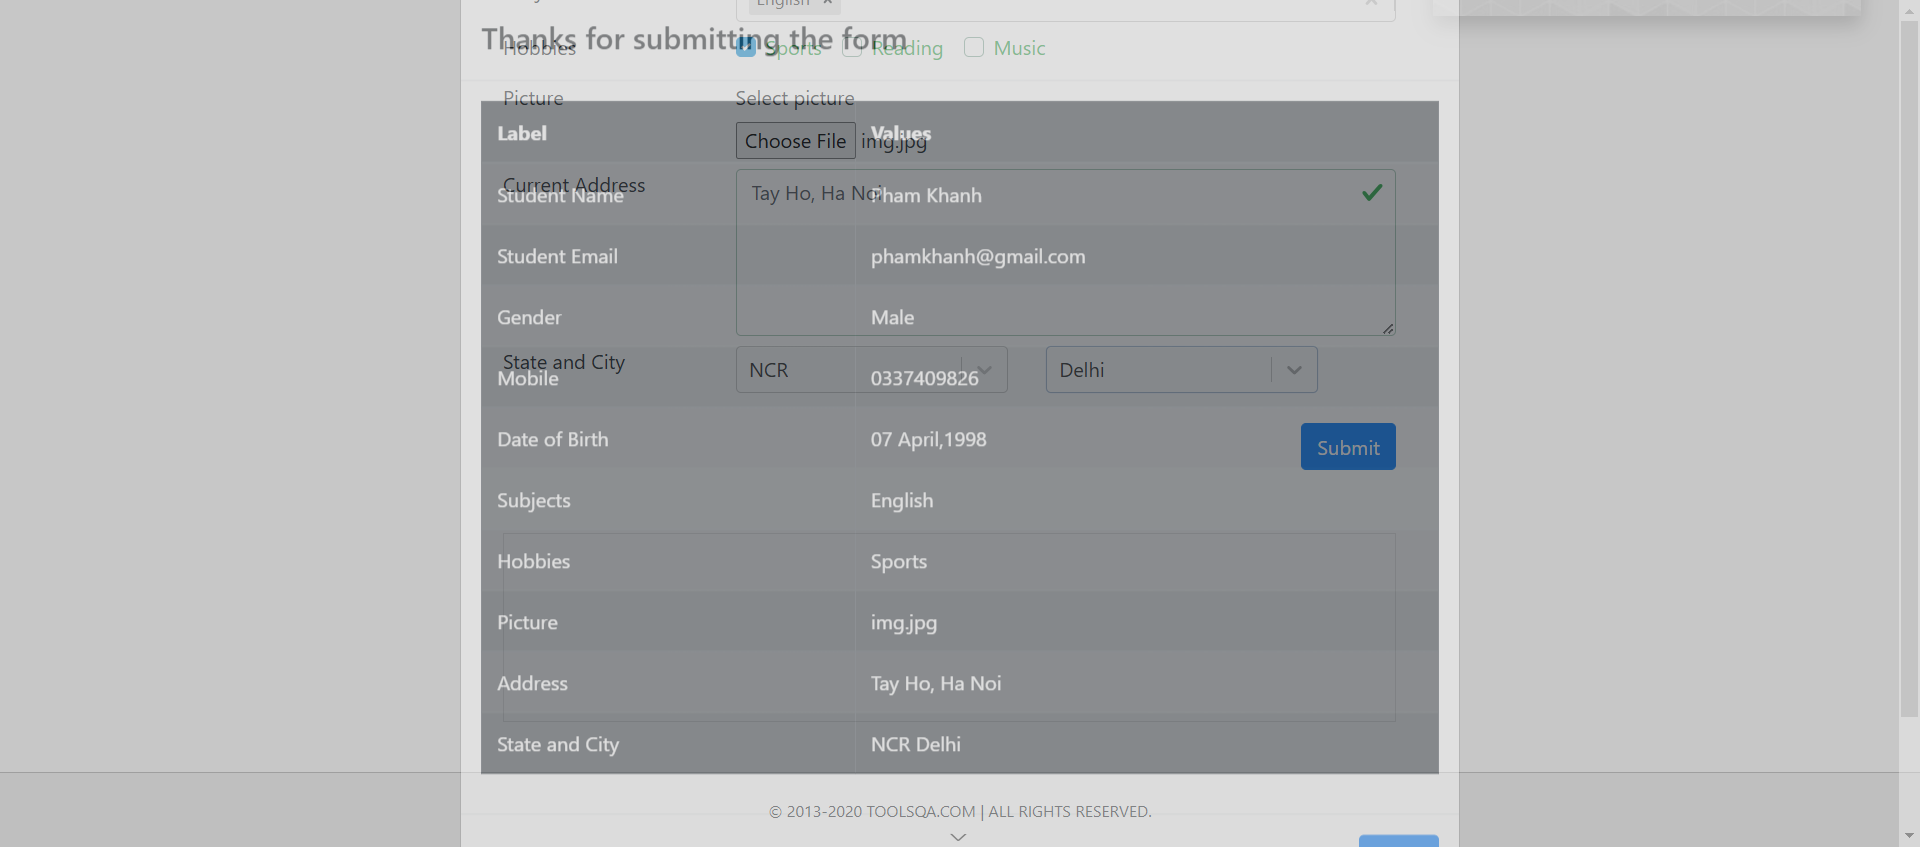 English ×
Thanks for submitting the form
Hobbies Sports Reading Music
Picture Select picture
Label Values
Choose File img.jpg
Current Address
Tay Ho, Ha Noi
Student Name Pham Khanh
Student Email phamkhanh@gmail.com
Gender Male
State and City NCR Delhi
Mobile 0337409826
Date of Birth 07 April,1998
Submit
Subjects English
Hobbies Sports
Picture img.jpg
Address Tay Ho, Ha Noi
State and City NCR Delhi
© 2013-2020 TOOLSQA.COM | ALL RIGHTS RESERVED.